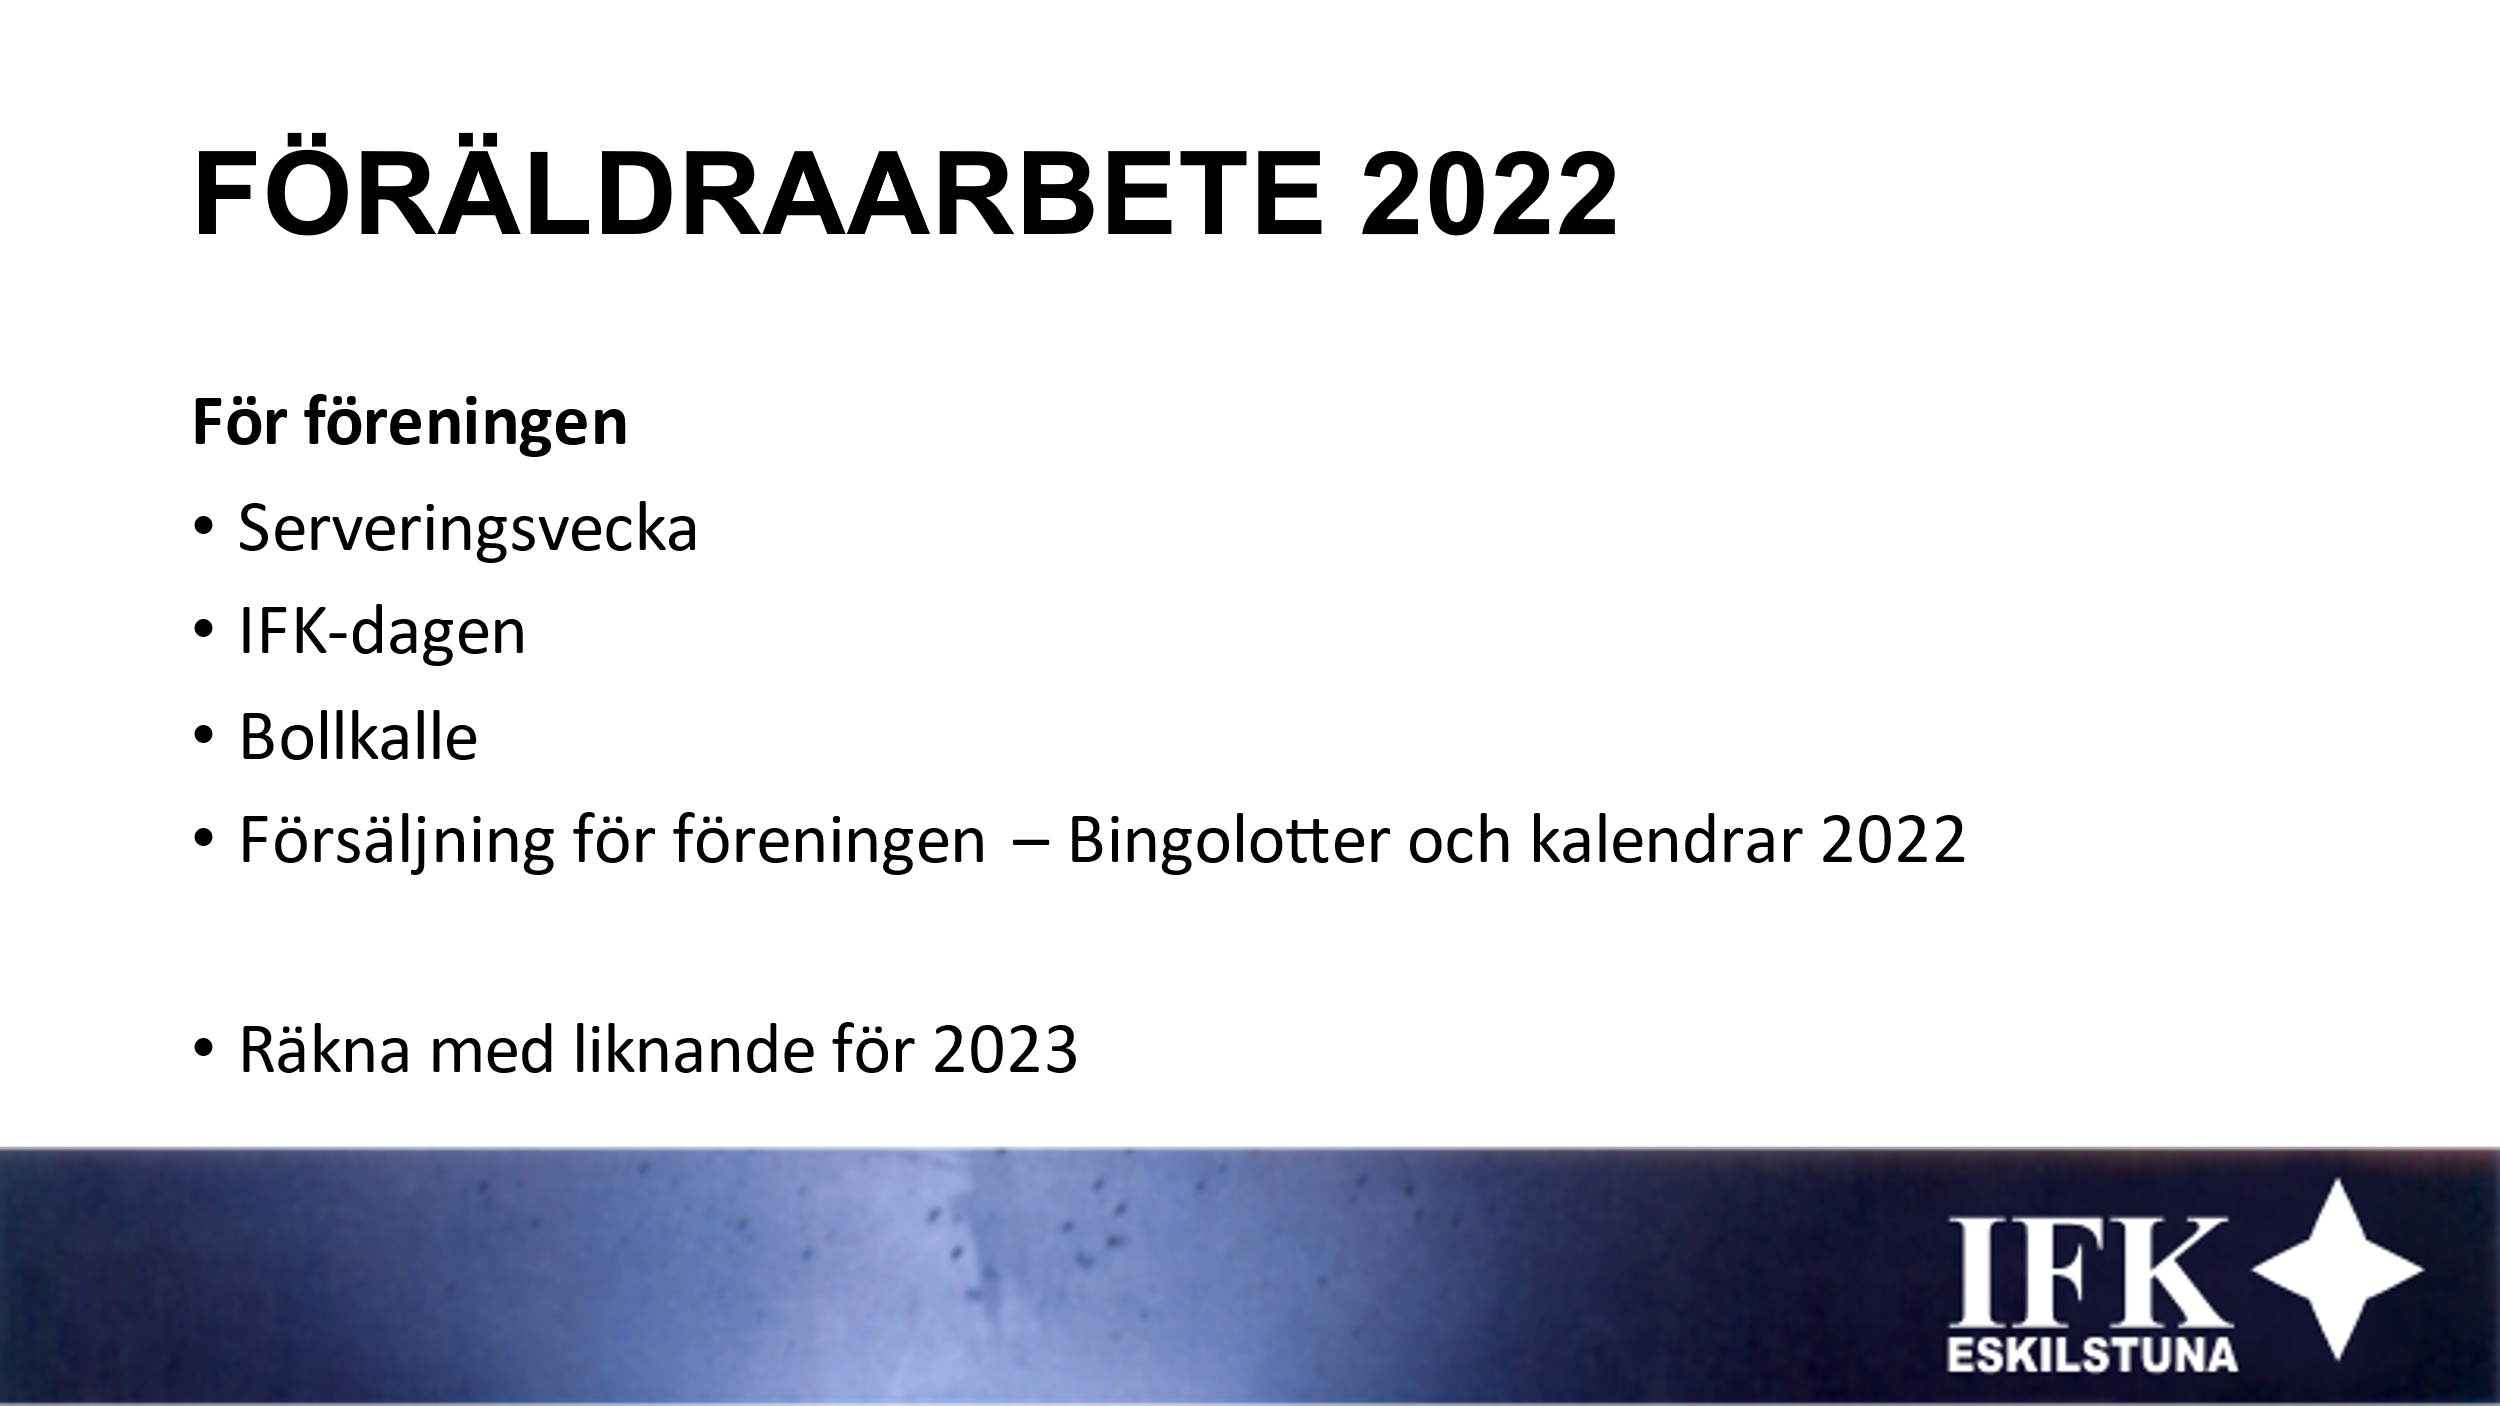 FÖRÄLDRAARBETE 2022
För föreningen
• Serveringsvecka
• IFK-dagen
• Bollkalle
• Försäljning för föreningen – Bingolotter och kalendrar 2022
• Räkna med liknande för 2023
IFK
ESKILSTUNA